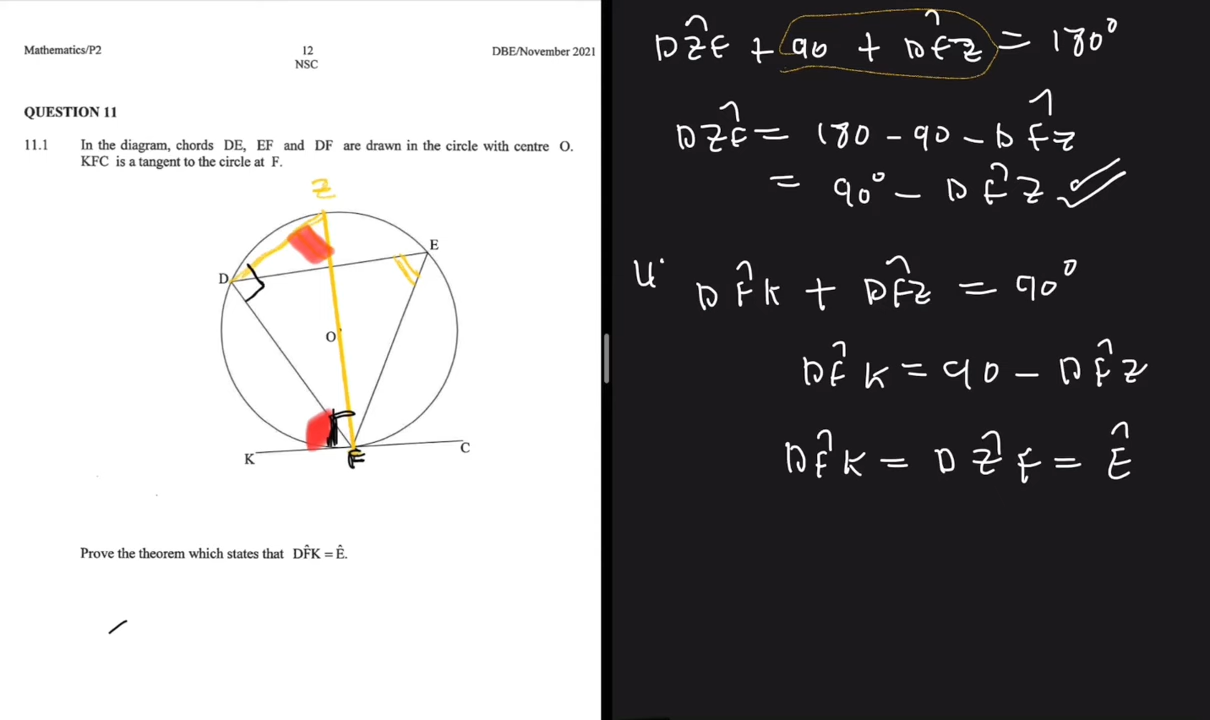 Mathematics/P2 12 DBE/November 2021
NSC
QUESTION 11
11.1 In the diagram, chords DE, EF and DF are drawn in the circle with centre O.
KFC is a tangent to the circle at F.
Z
E
D
O
K F C
Prove the theorem which states that DF̂K = Ê.
DẐF + 90 + DF̂Z = 180°
DZF̂ = 180 - 90 - DF̂Z
= 90° - DF̂Z
4. DF̂K + DF̂Z = 90°
DF̂K = 90 - DF̂Z
DF̂K = DẐF = Ê